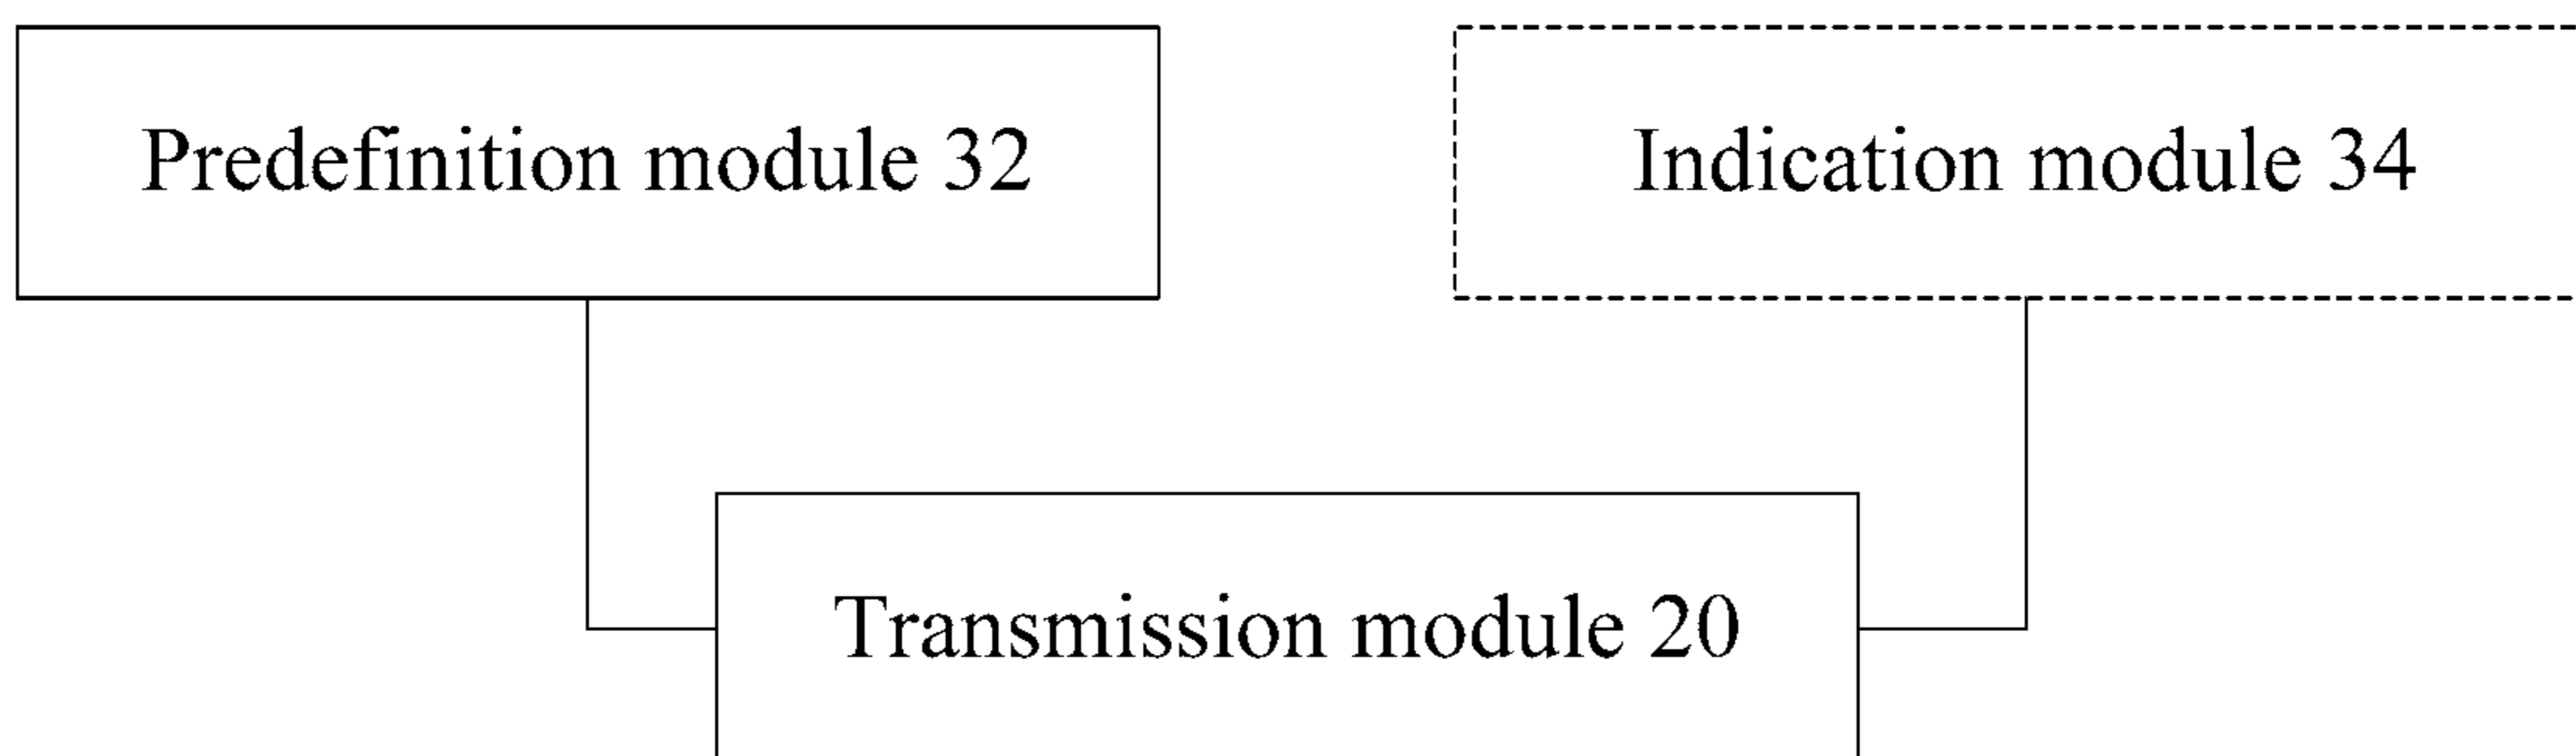 Predefinition module 32
Indication module 34
Transmission module 20